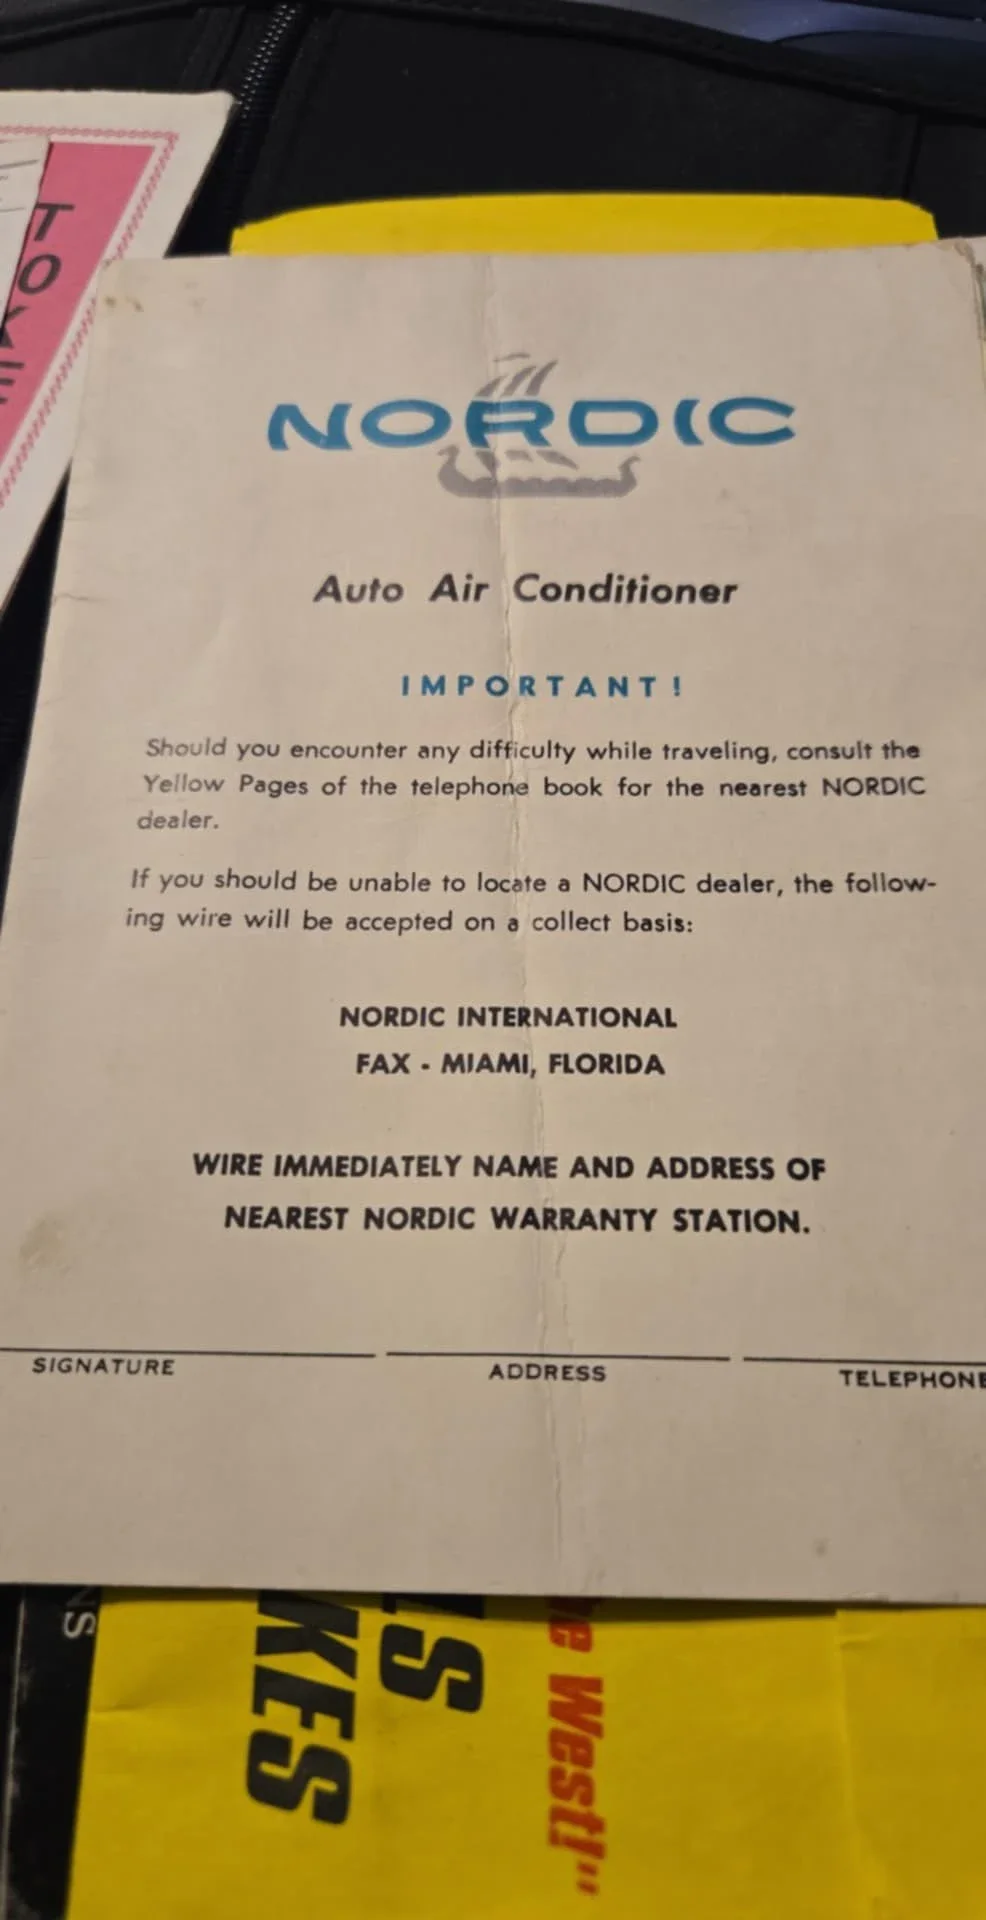 T
O
K
E
NORDIC
Auto Air Conditioner
IMPORTANT!
Should you encounter any difficulty while traveling, consult the
Yellow Pages of the telephone book for the nearest NORDIC
dealer.
If you should be unable to locate a NORDIC dealer, the follow-
ing wire will be accepted on a collect basis:
NORDIC INTERNATIONAL
FAX - MIAMI, FLORIDA
WIRE IMMEDIATELY NAME AND ADDRESS OF
NEAREST NORDIC WARRANTY STATION.
SIGNATURE ADDRESS TELEPHONE
NS
KES
S
e West!"